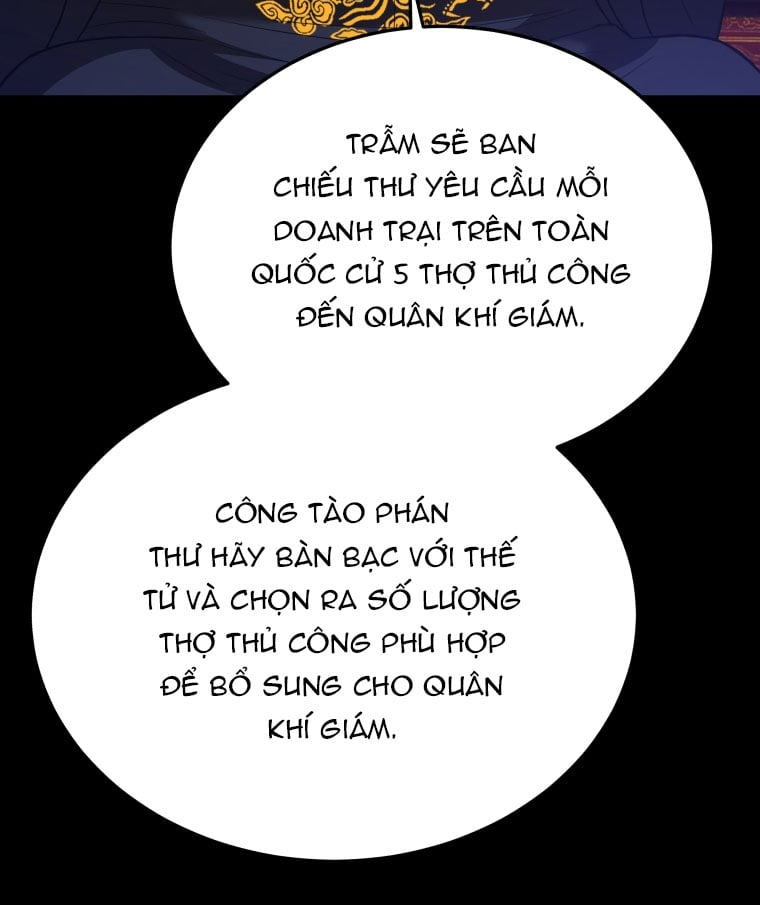 TRẪM SẼ BAN
CHIẾU THƯ YÊU CẦU MỖI
DOANH TRẠI TRÊN TOÀN
QUỐC CỬ 5 THỢ THỦ CÔNG
ĐẾN QUÂN KHÍ GIÁM.
CÔNG TÀO PHÁN
THƯ HÃY BÀN BẠC VỚI THẾ
TỬ VÀ CHỌN RA SỐ LƯỢNG
THỢ THỦ CÔNG PHÙ HỢP
ĐỂ BỔ SUNG CHO QUÂN
KHÍ GIÁM.